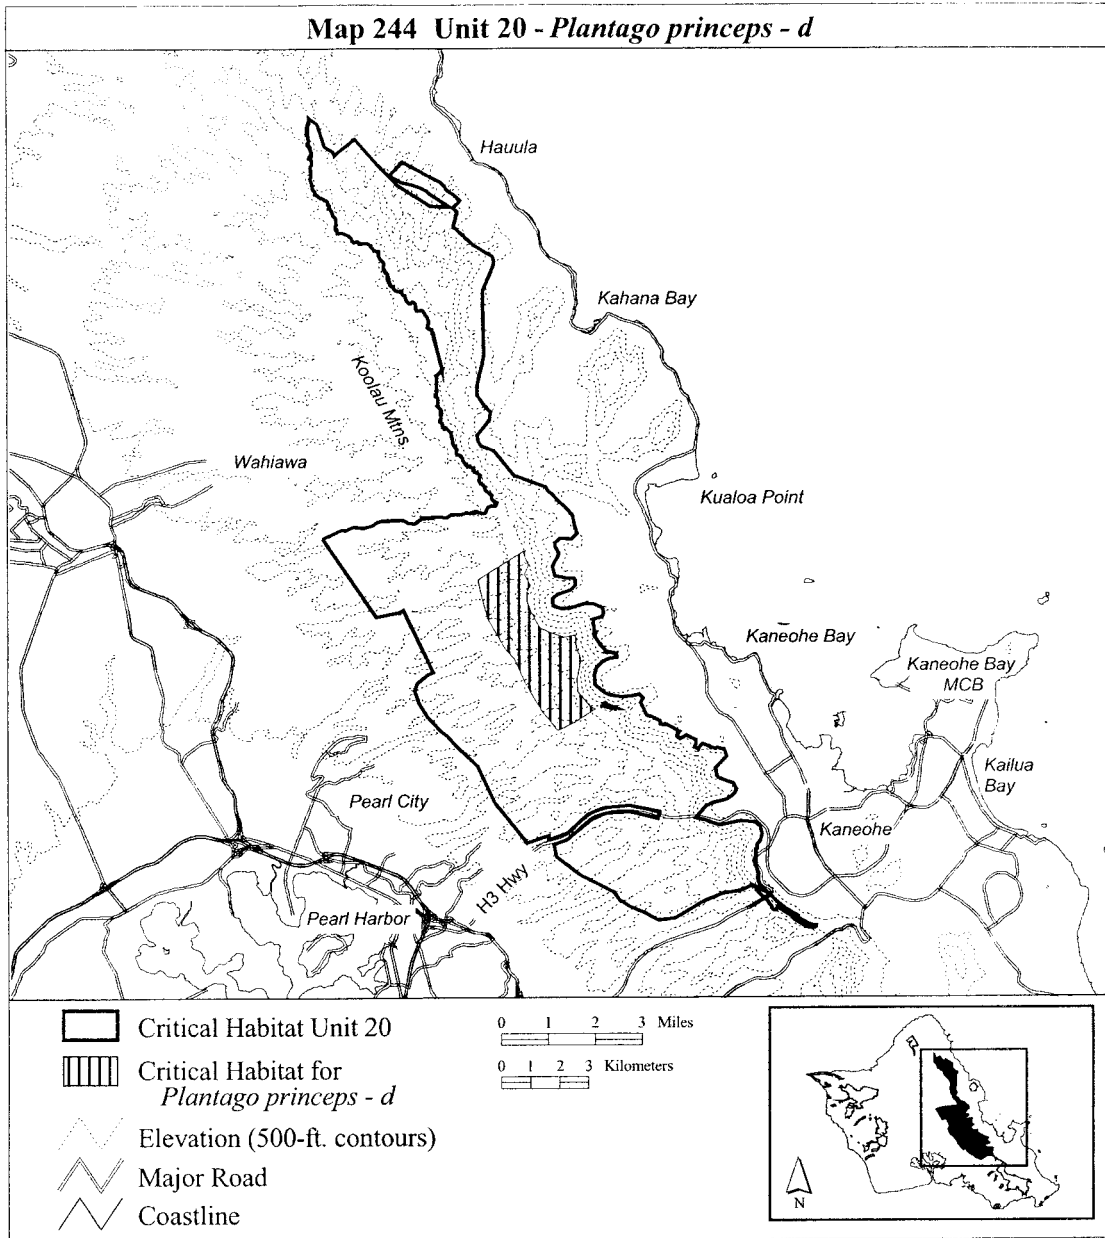 Map 244 Unit 20 - Plantago princeps - d
Hauula
Kahana Bay
Koolau Mtns.
Wahiawa
Kualoa Point
Kaneohe Bay
Kaneohe Bay
MCB
Kailua
Bay
Pearl City
Kaneohe
H3 Hwy
Pearl Harbor
Critical Habitat Unit 20
Critical Habitat for
Plantago princeps - d
Elevation (500-ft. contours)
Major Road
Coastline
0 1 2 3 Miles
0 1 2 3 Kilometers
N